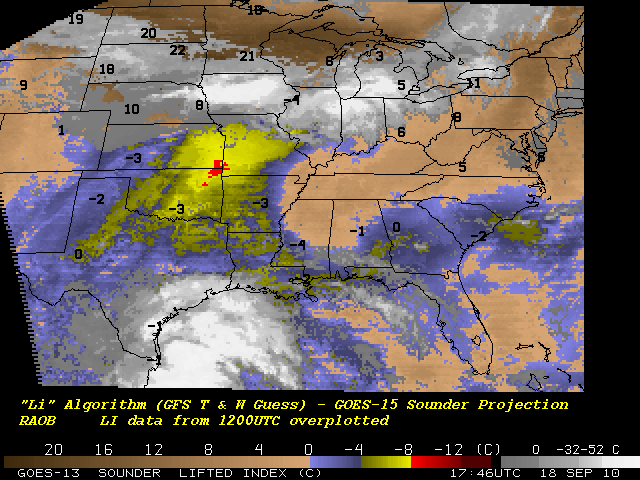 19 18
20
22 21 6 3
18
9 5 11
8 -4
10
1 6 8
-3 5 8
-2
-3 -3
-1 0 -2
-4
0
-2
-1
"Li" Algorithm (GFS T & W Guess) - GOES-15 Sounder Projection
RAOB LI data from 1200UTC overplotted
20 16 12 8 4 0 -4 -8 -12 (C) 0 -32-52 C
GOES-13 SOUNDER LIFTED INDEX (C) 17:46UTC 18 SEP 10